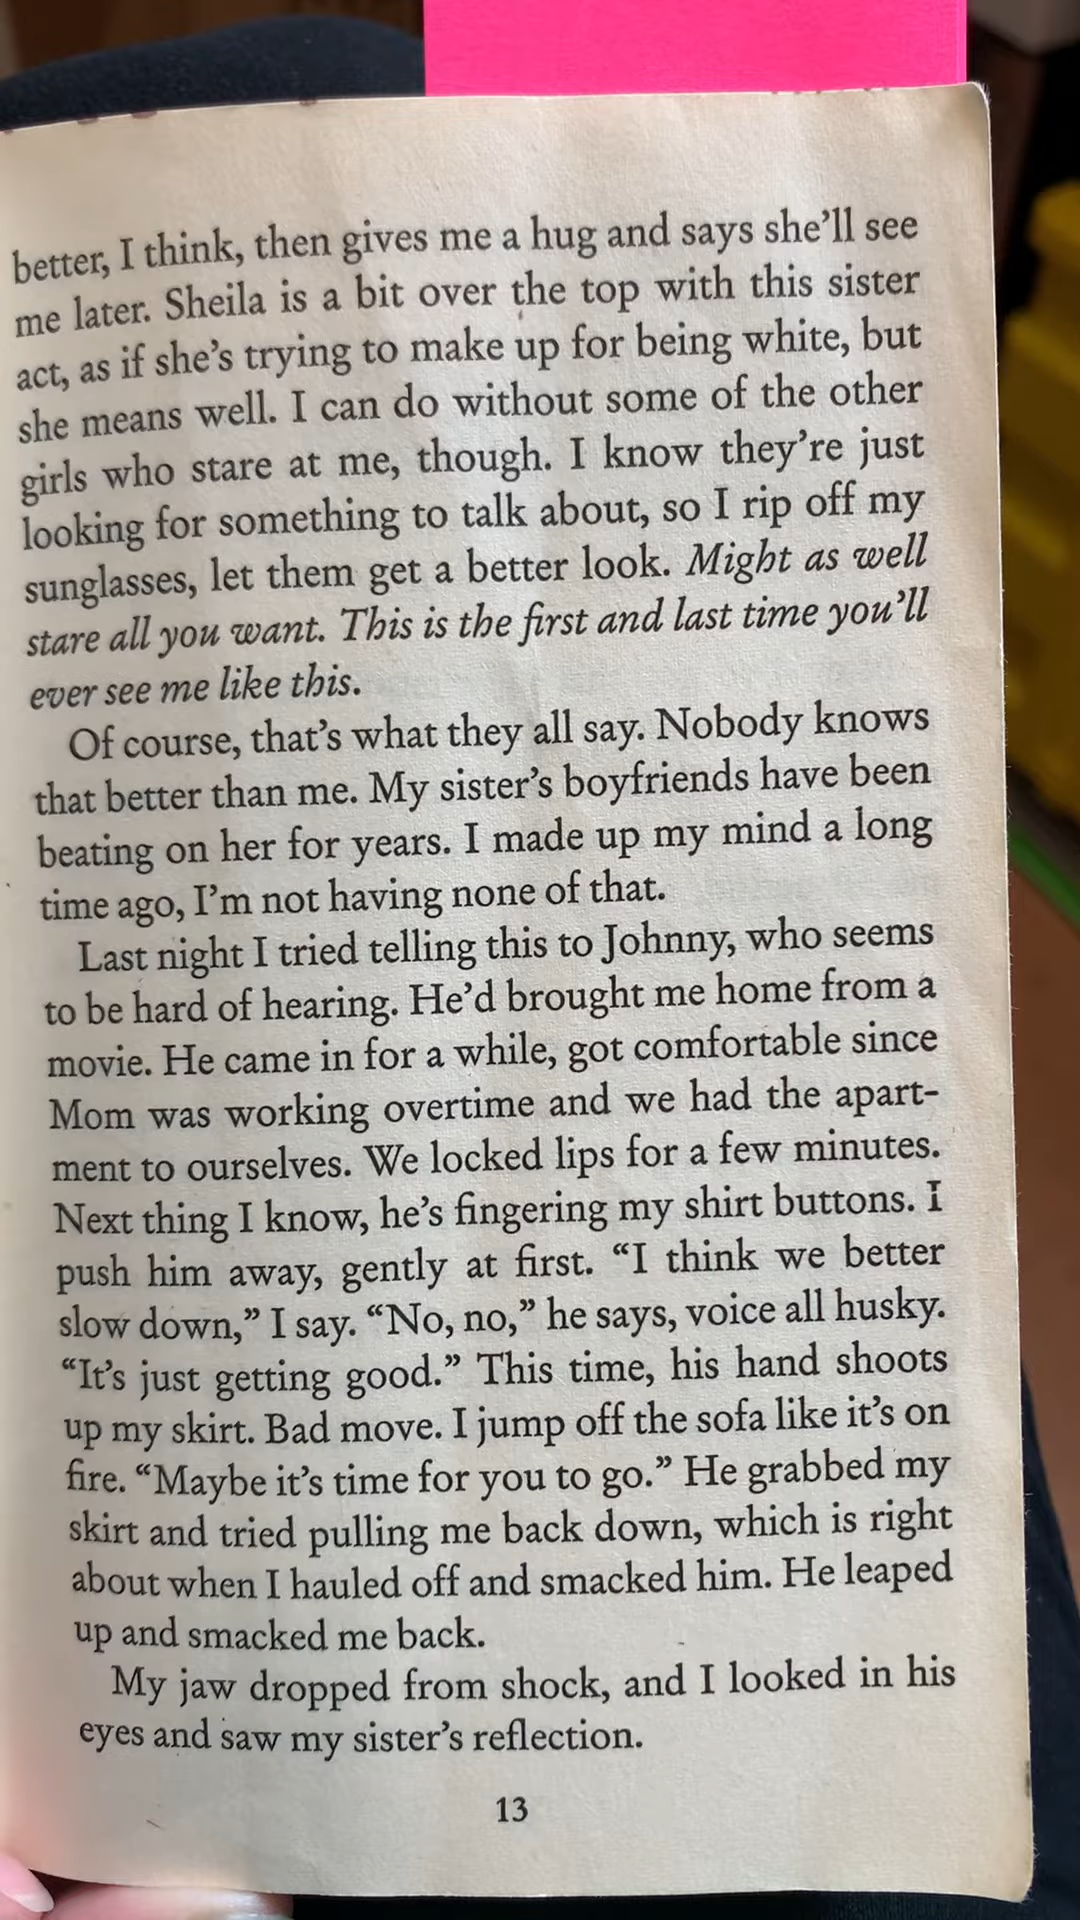 better, I think, then gives me a hug and says she’ll see
me later. Sheila is a bit over the top with this sister
act, as if she’s trying to make up for being white, but
she means well. I can do without some of the other
girls who stare at me, though. I know they’re just
looking for something to talk about, so I rip off my
sunglasses, let them get a better look. Might as well
stare all you want. This is the first and last time you’ll
ever see me like this.
Of course, that’s what they all say. Nobody knows
that better than me. My sister’s boyfriends have been
beating on her for years. I made up my mind a long
time ago, I’m not having none of that.
Last night I tried telling this to Johnny, who seems
to be hard of hearing. He’d brought me home from a
movie. He came in for a while, got comfortable since
Mom was working overtime and we had the apart-
ment to ourselves. We locked lips for a few minutes.
Next thing I know, he’s fingering my shirt buttons. I
push him away, gently at first. “I think we better
slow down,” I say. “No, no,” he says, voice all husky.
“It’s just getting good.” This time, his hand shoots
up my skirt. Bad move. I jump off the sofa like it’s on
fire. “Maybe it’s time for you to go.” He grabbed my
skirt and tried pulling me back down, which is right
about when I hauled off and smacked him. He leaped
up and smacked me back.
My jaw dropped from shock, and I looked in his
eyes and saw my sister’s reflection.
13